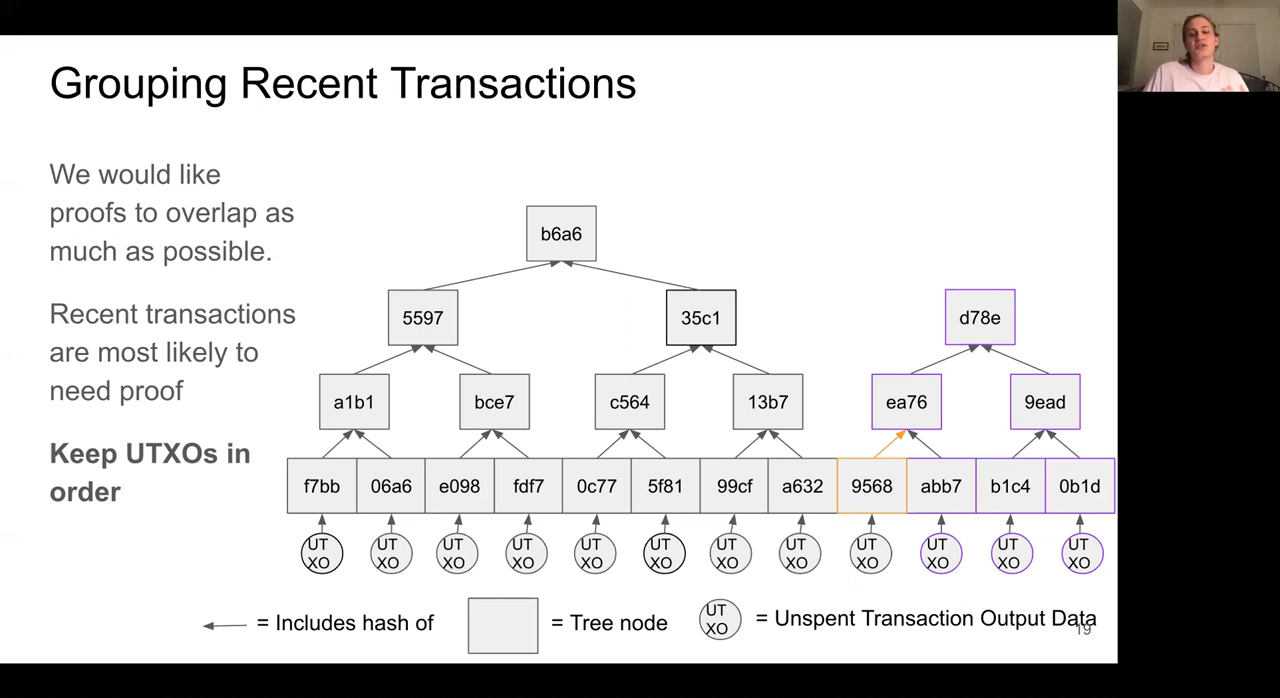 Grouping Recent Transactions
We would like
proofs to overlap as
much as possible.
Recent transactions
are most likely to
need proof
Keep UTXOs in
order
b6a6
5597
35c1
d78e
a1b1
bce7
c564
13b7
ea76
9ead
f7bb
06a6
e098
fdf7
0c77
5f81
99cf
a632
9568
abb7
b1c4
0b1d
UT
XO
UT
XO
UT
XO
UT
XO
UT
XO
UT
XO
UT
XO
UT
XO
UT
XO
UT
XO
UT
XO
UT
XO
= Includes hash of
= Tree node
UT
XO
= Unspent Transaction Output Data
19